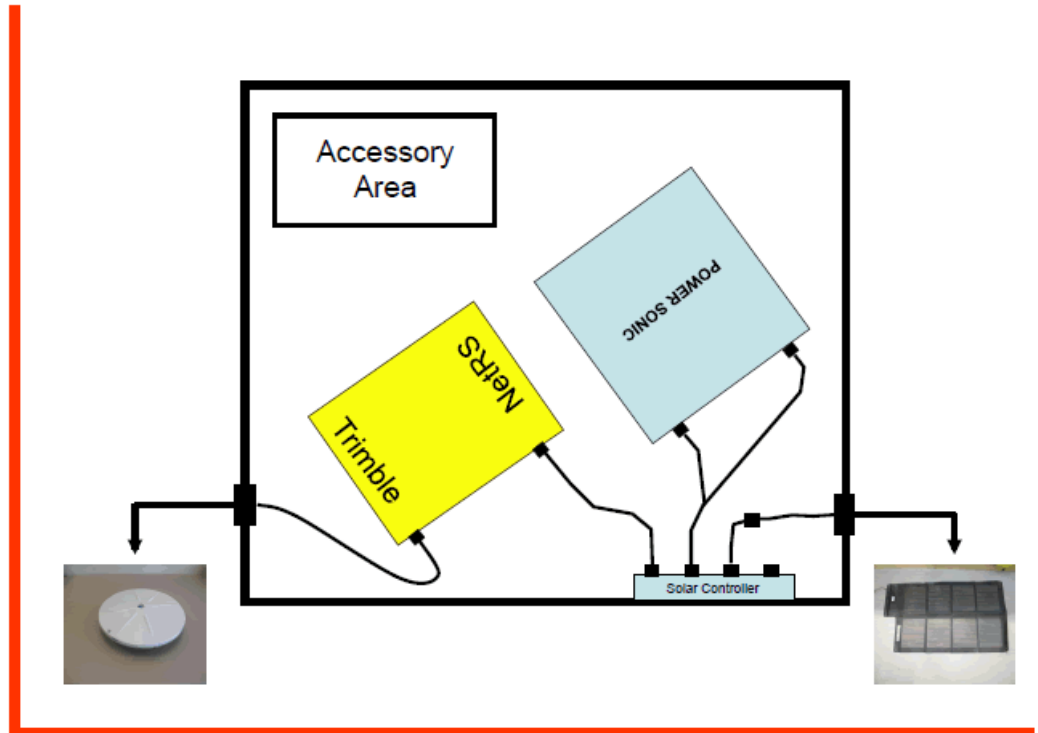 Accessory
Area
POWER SONIC
NetRS
Trimble
Solar Controller